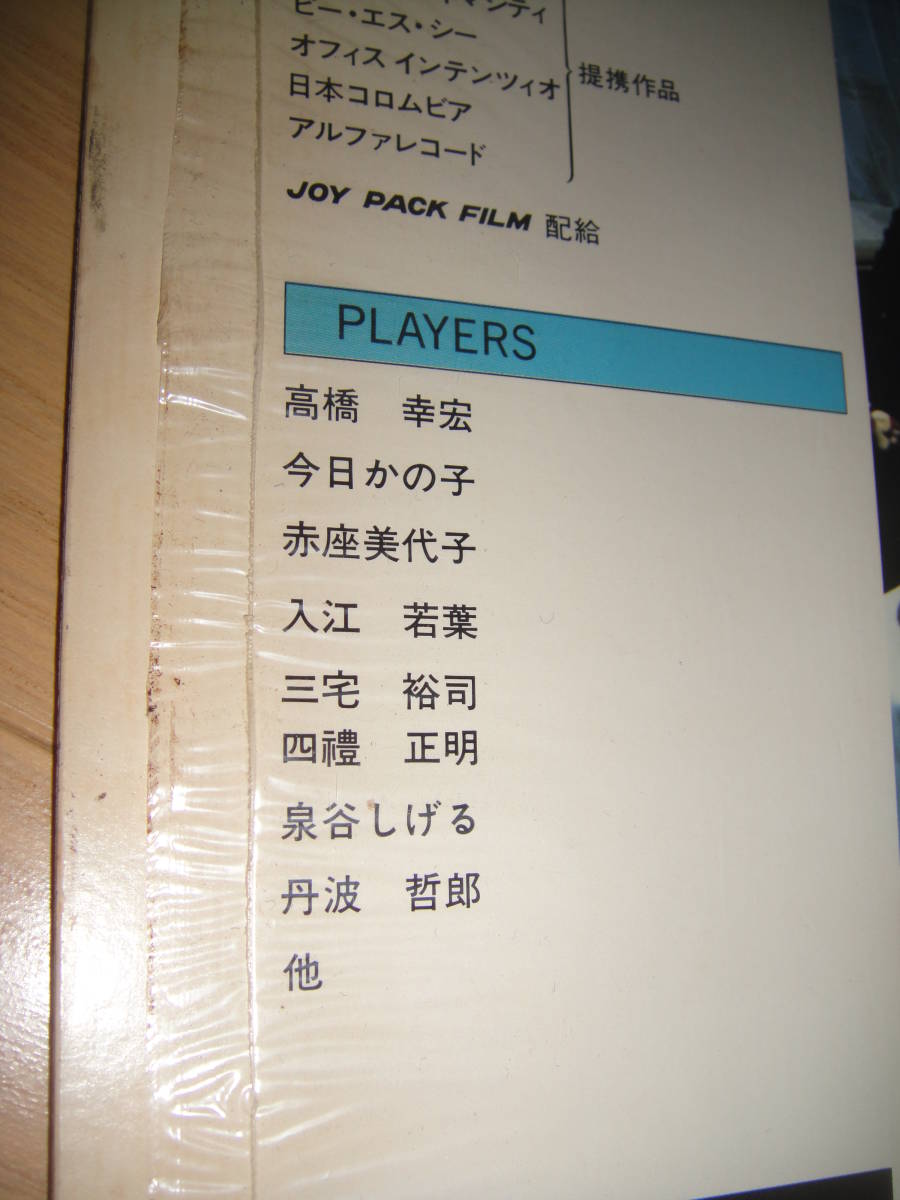 ビー・エス・シー
オフィス インテンツィオ
日本コロムビア
アルファレコード
提携作品
JOY PACK FILM 配給
PLAYERS
高橋 幸宏
今日かの子
赤座美代子
入江 若葉
三宅 裕司
四禮 正明
泉谷しげる
丹波 哲郎
他